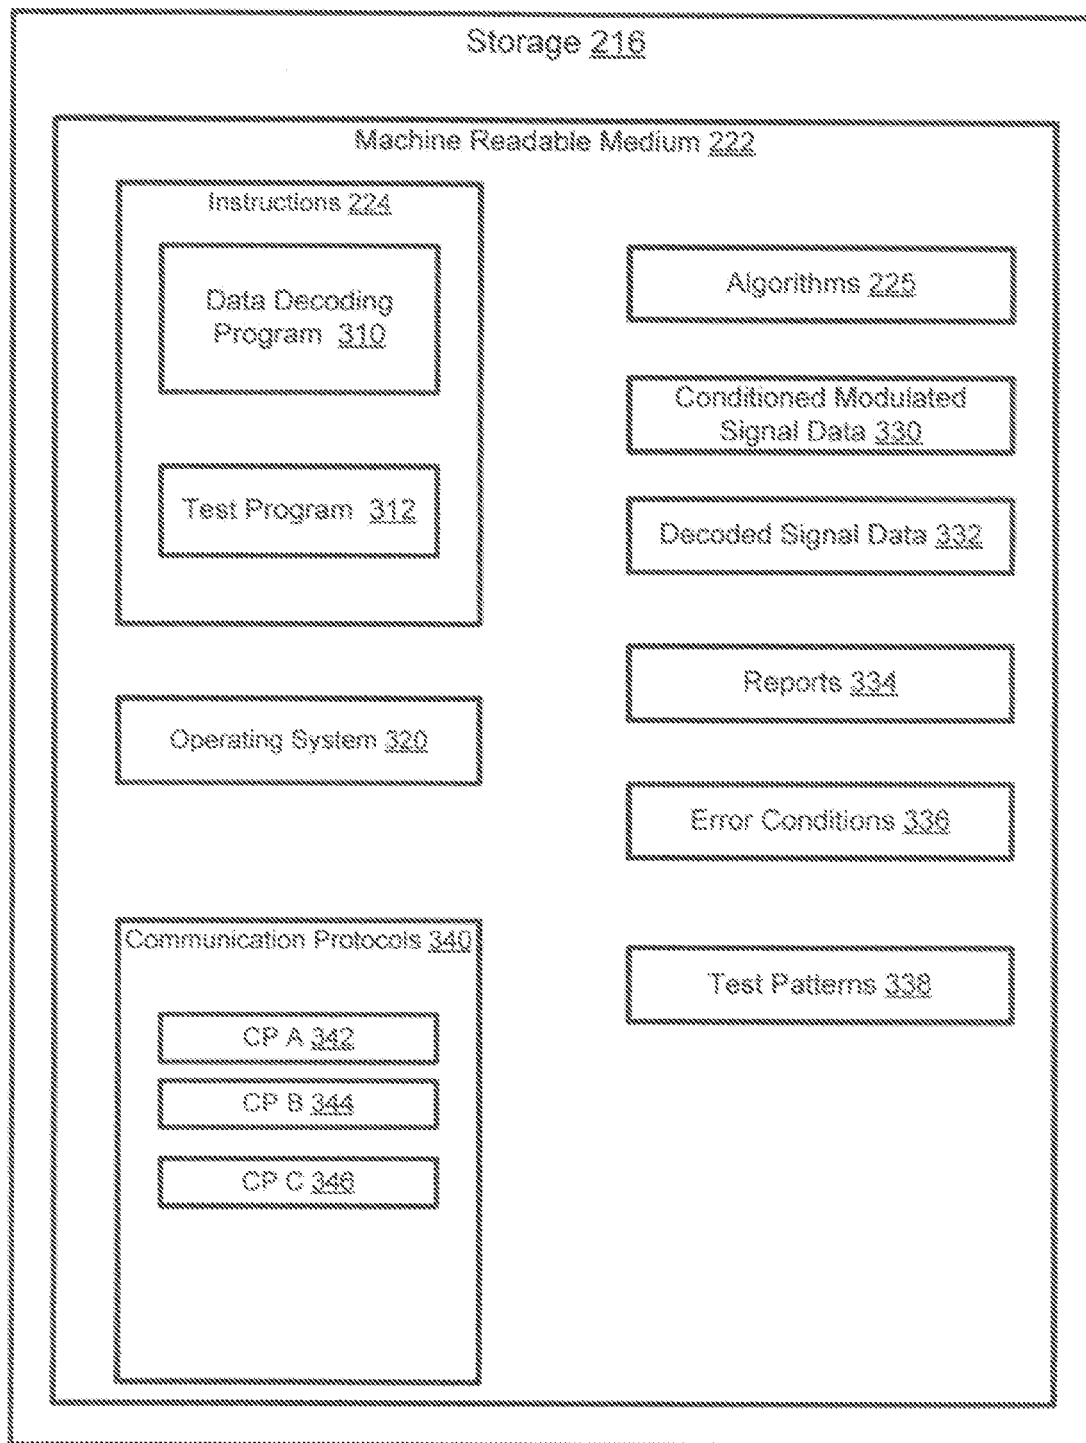 Storage 216
Machine Readable Medium 222
Instructions 224
Data Decoding
Program 310
Test Program 312
Operating System 320
Communication Protocols 340
CP A 342
CP B 344
CP C 346
Algorithms 225
Conditioned Modulated
Signal Data 330
Decoded Signal Data 332
Reports 334
Error Conditions 336
Test Patterns 338